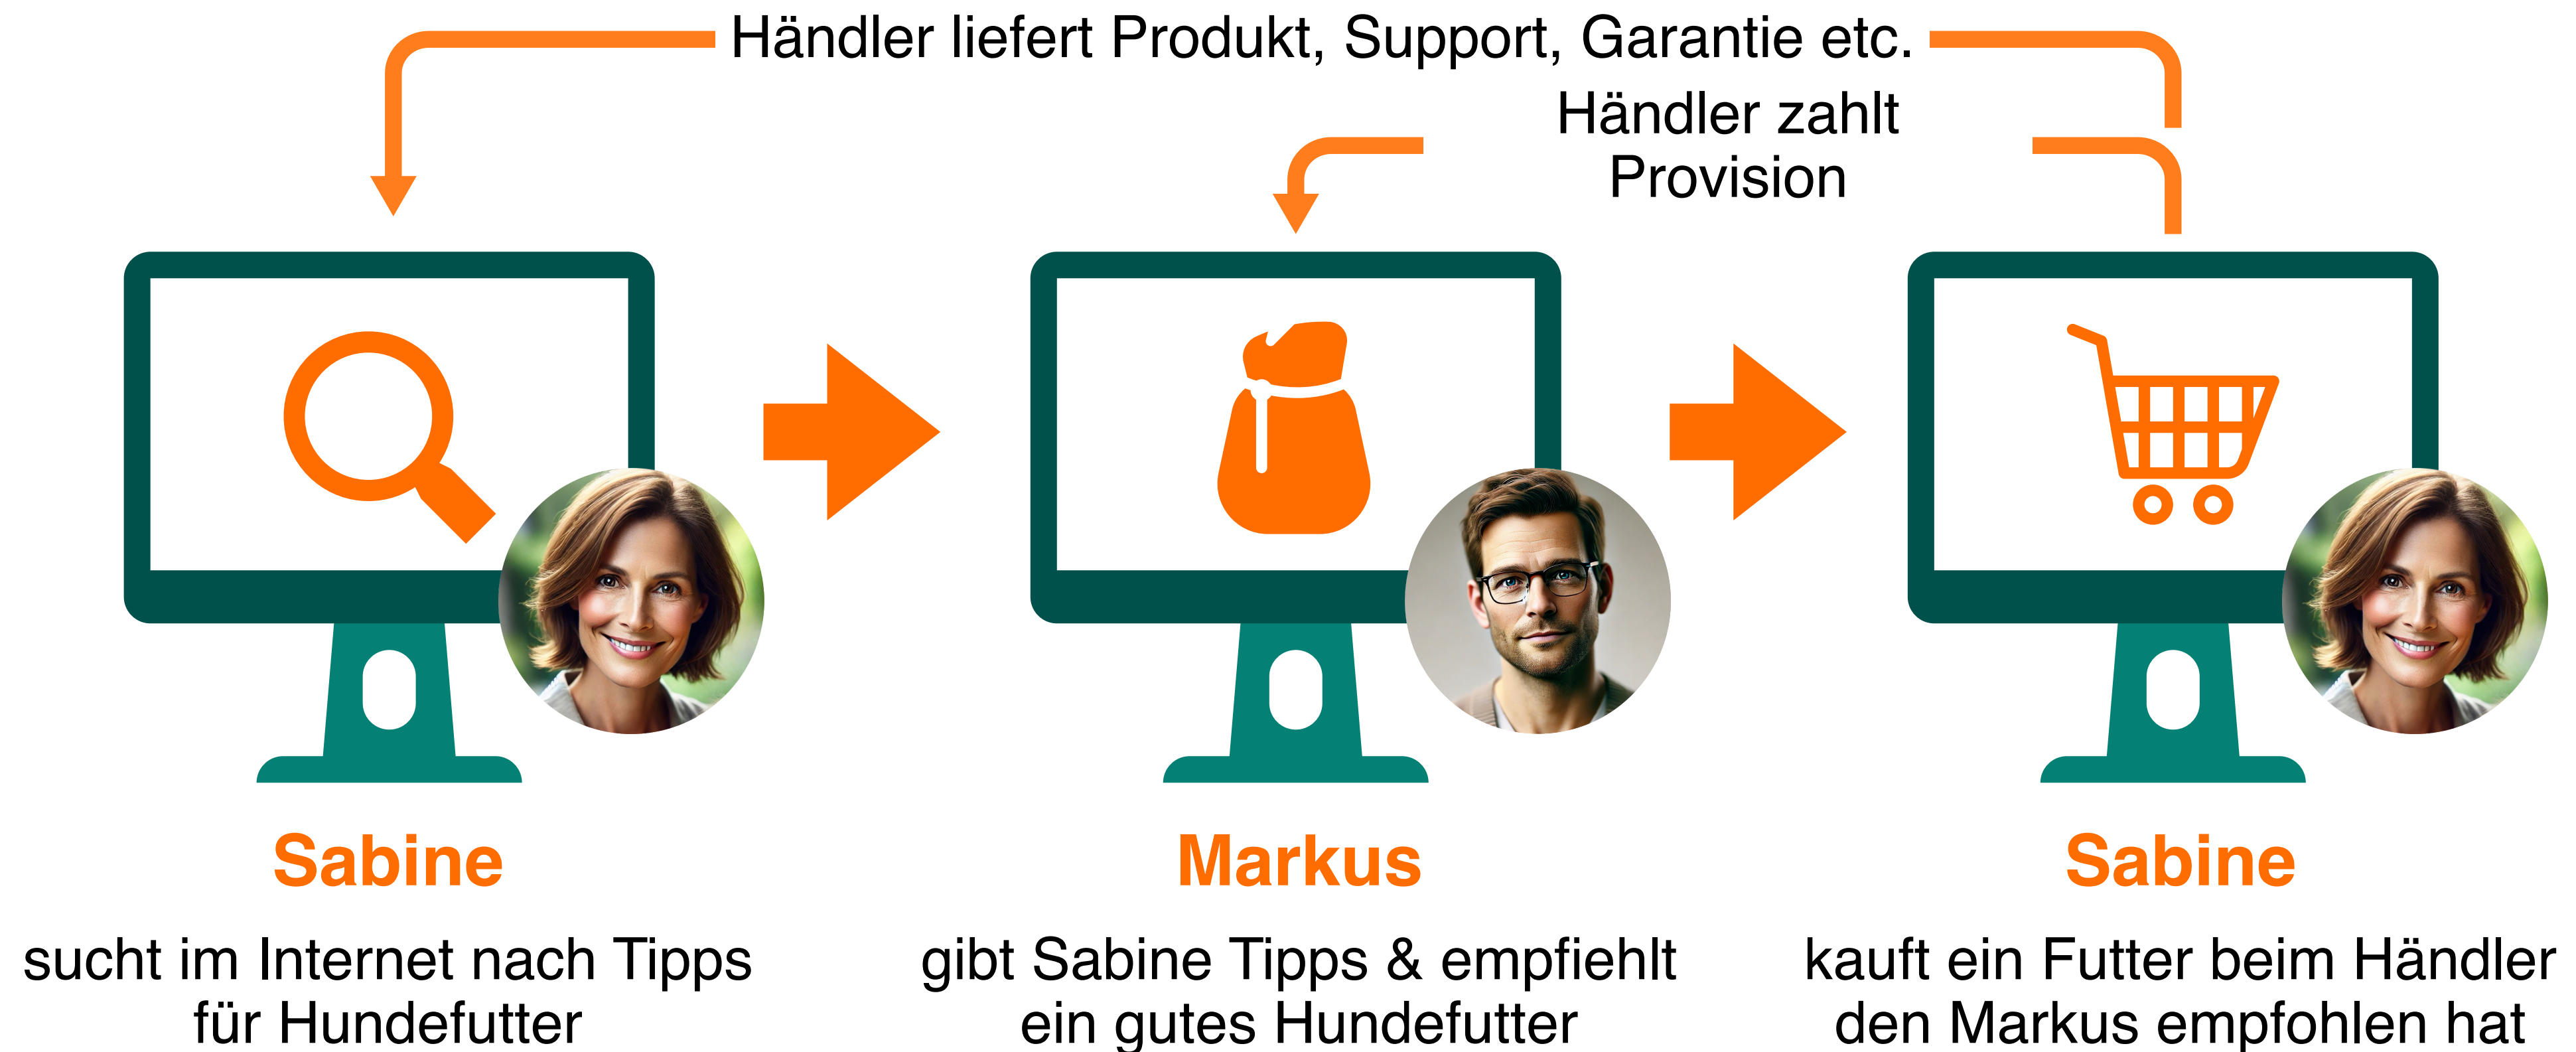 Händler liefert Produkt, Support, Garantie etc.
Händler zahlt
Provision
Sabine
sucht im Internet nach Tipps
für Hundefutter
Markus
gibt Sabine Tipps & empfiehlt
ein gutes Hundefutter
Sabine
kauft ein Futter beim Händler
den Markus empfohlen hat